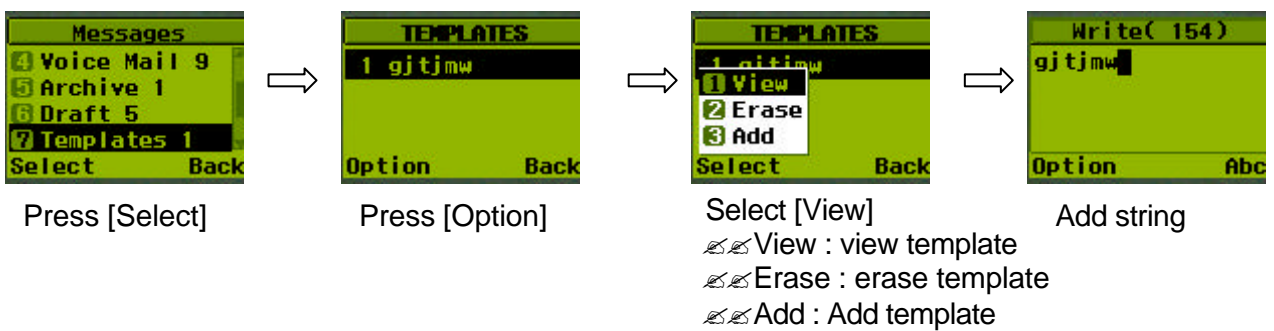 Messages
4 Voice Mail 9
5 Archive 1
6 Draft 5
7 Templates 1
Select Back
Press [Select]
TEMPLATES
1 gjtjmw
Option Back
Press [Option]
TEMPLATES
1 gjtjmw
1 View
2 Erase
3 Add
Select Back
Select [View]
View : view template
Erase : erase template
Add : Add template
Write( 154)
gjtjmw
Option Abc
Add string